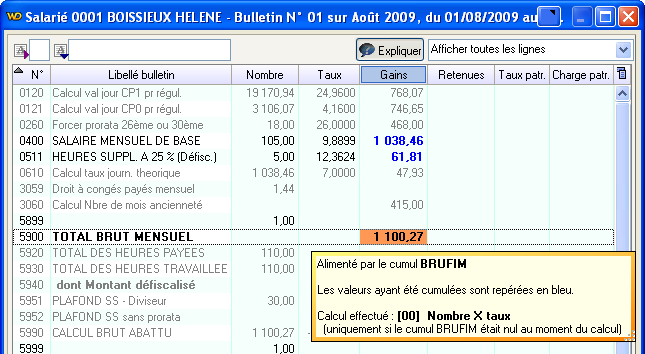 Salarié 0001 BOISSIEUX HELENE - Bulletin N° 01 sur Août 2009, du 01/08/2009 au
Expliquer Afficher toutes les lignes
N° Libellé bulletin Nombre Taux Gains Retenues Taux patr. Charge patr.
0120 Calcul val jour CP1 pr régul. 19 170,94 24,9600 768,07
0121 Calcul val jour CP0 pr régul. 3 106,07 4,1600 746,65
0260 Forcer prorata 26ème ou 30ème 18,00 26,0000 468,00
0400 SALAIRE MENSUEL DE BASE 105,00 9,8899 1 038,46
0511 HEURES SUPPL. A 25 % (Défisc.) 5,00 12,3624 61,81
0610 Calcul taux journ. theorique 1 038,46 7,0000 47,93
3059 Droit à congés payés mensuel 1,44
3060 Calcul Nbre de mois ancienneté 415,00
5899 1,00
5900 TOTAL BRUT MENSUEL 1 100,27
5920 TOTAL DES HEURES PAYEES 110,00
5930 TOTAL DES HEURES TRAVAILLEE 110,00
5940 dont Montant défiscalisé
5951 PLAFOND SS - Diviseur 30,00
5952 PLAFOND SS sans prorata
5990 CALCUL BRUT ABATTU 1 100,27
5999 1,00
Alimenté par le cumul BRUFIM
Les valeurs ayant été cumulées sont repérées en bleu.
Calcul effectué : [00] Nombre X taux
(uniquement si le cumul BRUFIM était nul au moment du calcul)